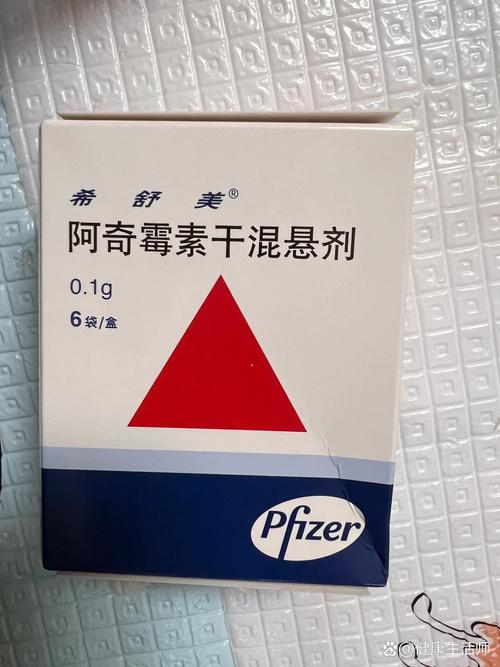 希舒美®
阿奇霉素干混悬剂
0.1g
6袋/盒
Pfizer
@健康生活师